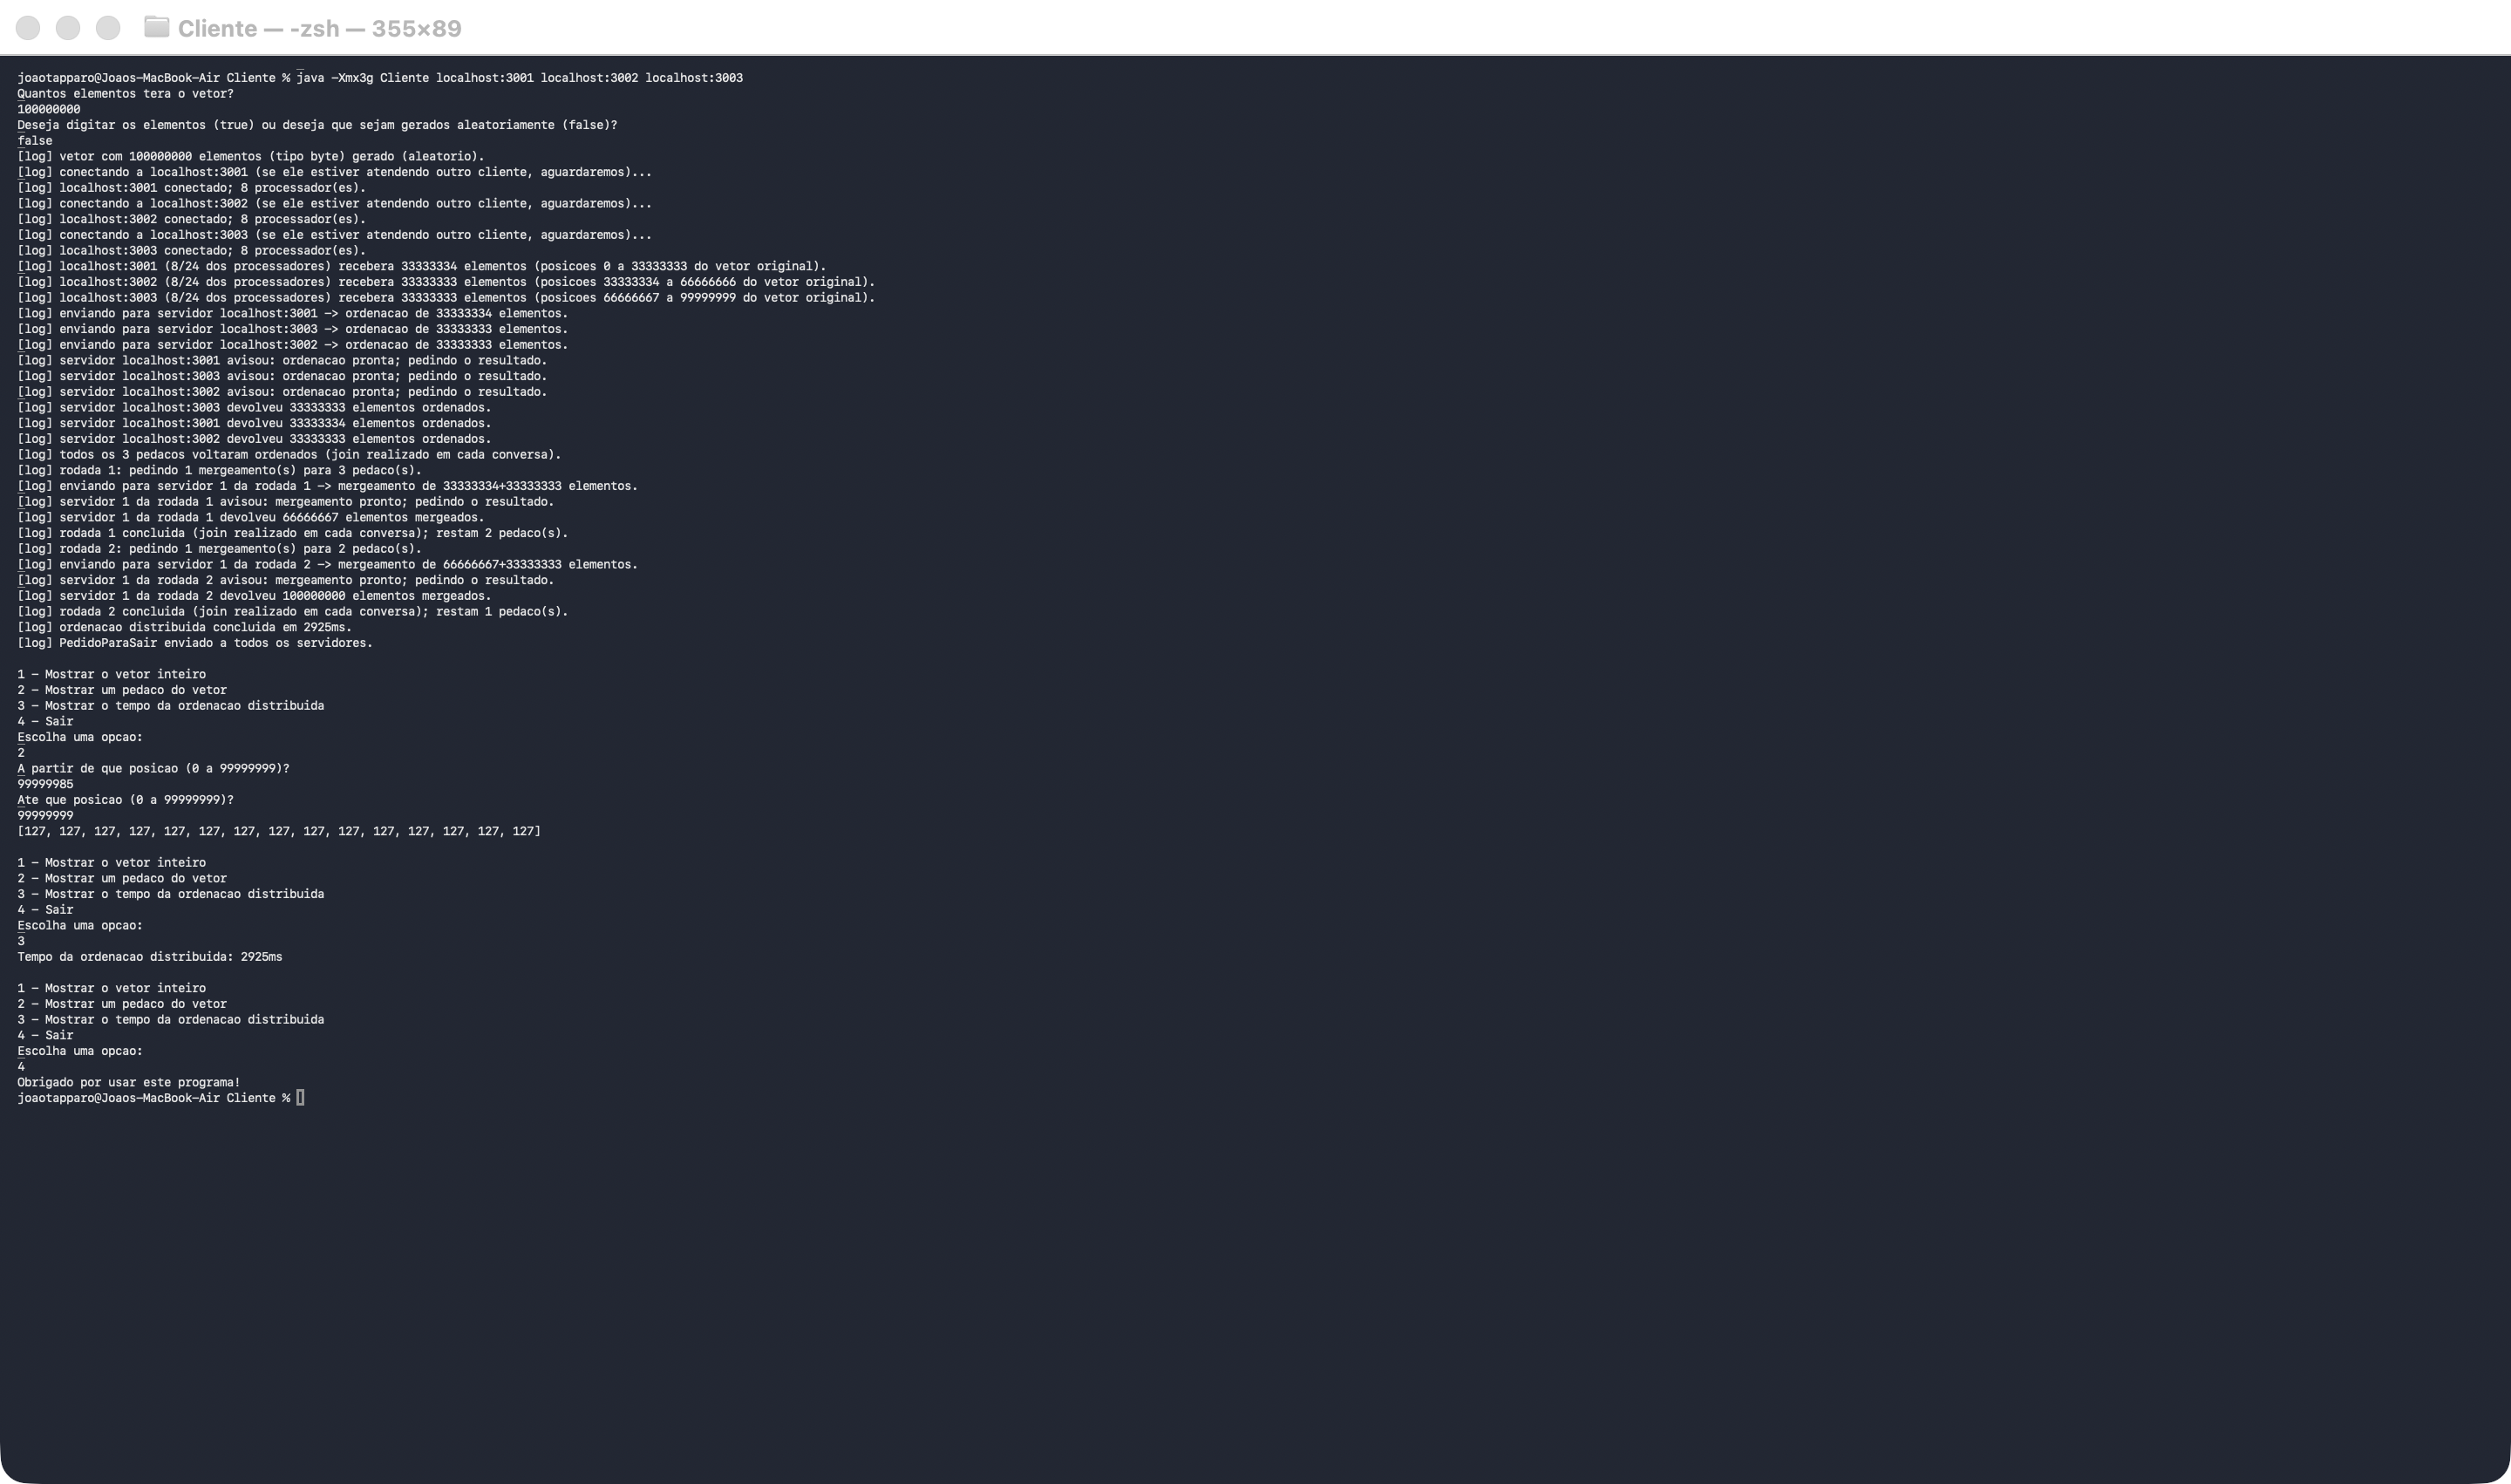 Cliente — -zsh — 355×89
joaotapparo@Joaos-MacBook-Air Cliente % java -Xmx3g Cliente localhost:3001 localhost:3002 localhost:3003
Quantos elementos tera o vetor?
100000000
Deseja digitar os elementos (true) ou deseja que sejam gerados aleatoriamente (false)?
false
[log] vetor com 100000000 elementos (tipo byte) gerado (aleatorio).
[log] conectando a localhost:3001 (se ele estiver atendendo outro cliente, aguardaremos)...
[log] localhost:3001 conectado; 8 processador(es).
[log] conectando a localhost:3002 (se ele estiver atendendo outro cliente, aguardaremos)...
[log] localhost:3002 conectado; 8 processador(es).
[log] conectando a localhost:3003 (se ele estiver atendendo outro cliente, aguardaremos)...
[log] localhost:3003 conectado; 8 processador(es).
[log] localhost:3001 (8/24 dos processadores) recebera 33333334 elementos (posicoes 0 a 33333333 do vetor original).
[log] localhost:3002 (8/24 dos processadores) recebera 33333333 elementos (posicoes 33333334 a 66666666 do vetor original).
[log] localhost:3003 (8/24 dos processadores) recebera 33333333 elementos (posicoes 66666667 a 99999999 do vetor original).
[log] enviando para servidor localhost:3001 -> ordenacao de 33333334 elementos.
[log] enviando para servidor localhost:3003 -> ordenacao de 33333333 elementos.
[log] enviando para servidor localhost:3002 -> ordenacao de 33333333 elementos.
[log] servidor localhost:3001 avisou: ordenacao pronta; pedindo o resultado.
[log] servidor localhost:3003 avisou: ordenacao pronta; pedindo o resultado.
[log] servidor localhost:3002 avisou: ordenacao pronta; pedindo o resultado.
[log] servidor localhost:3003 devolveu 33333333 elementos ordenados.
[log] servidor localhost:3001 devolveu 33333334 elementos ordenados.
[log] servidor localhost:3002 devolveu 33333333 elementos ordenados.
[log] todos os 3 pedacos voltaram ordenados (join realizado em cada conversa).
[log] rodada 1: pedindo 1 mergeamento(s) para 3 pedaco(s).
[log] enviando para servidor 1 da rodada 1 -> mergeamento de 33333334+33333333 elementos.
[log] servidor 1 da rodada 1 avisou: mergeamento pronto; pedindo o resultado.
[log] servidor 1 da rodada 1 devolveu 66666667 elementos mergeados.
[log] rodada 1 concluida (join realizado em cada conversa); restam 2 pedaco(s).
[log] rodada 2: pedindo 1 mergeamento(s) para 2 pedaco(s).
[log] enviando para servidor 1 da rodada 2 -> mergeamento de 66666667+33333333 elementos.
[log] servidor 1 da rodada 2 avisou: mergeamento pronto; pedindo o resultado.
[log] servidor 1 da rodada 2 devolveu 100000000 elementos mergeados.
[log] rodada 2 concluida (join realizado em cada conversa); restam 1 pedaco(s).
[log] ordenacao distribuida concluida em 2925ms.
[log] PedidoParaSair enviado a todos os servidores.
1 - Mostrar o vetor inteiro
2 - Mostrar um pedaco do vetor
3 - Mostrar o tempo da ordenacao distribuida
4 - Sair
Escolha uma opcao:
2
A partir de que posicao (0 a 99999999)?
99999985
Ate que posicao (0 a 99999999)?
99999999
[127, 127, 127, 127, 127, 127, 127, 127, 127, 127, 127, 127, 127, 127, 127]
1 - Mostrar o vetor inteiro
2 - Mostrar um pedaco do vetor
3 - Mostrar o tempo da ordenacao distribuida
4 - Sair
Escolha uma opcao:
3
Tempo da ordenacao distribuida: 2925ms
1 - Mostrar o vetor inteiro
2 - Mostrar um pedaco do vetor
3 - Mostrar o tempo da ordenacao distribuida
4 - Sair
Escolha uma opcao:
4
Obrigado por usar este programa!
joaotapparo@Joaos-MacBook-Air Cliente %